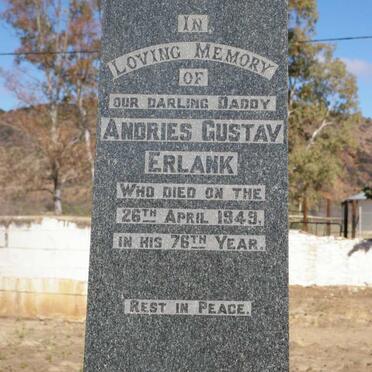 IN
LOVING MEMORY
OF
OUR DARLING DADDY
ANDRIES GUSTAV
ERLANK
WHO DIED ON THE
26TH APRIL 1949.
IN HIS 76TH YEAR.
REST IN PEACE.